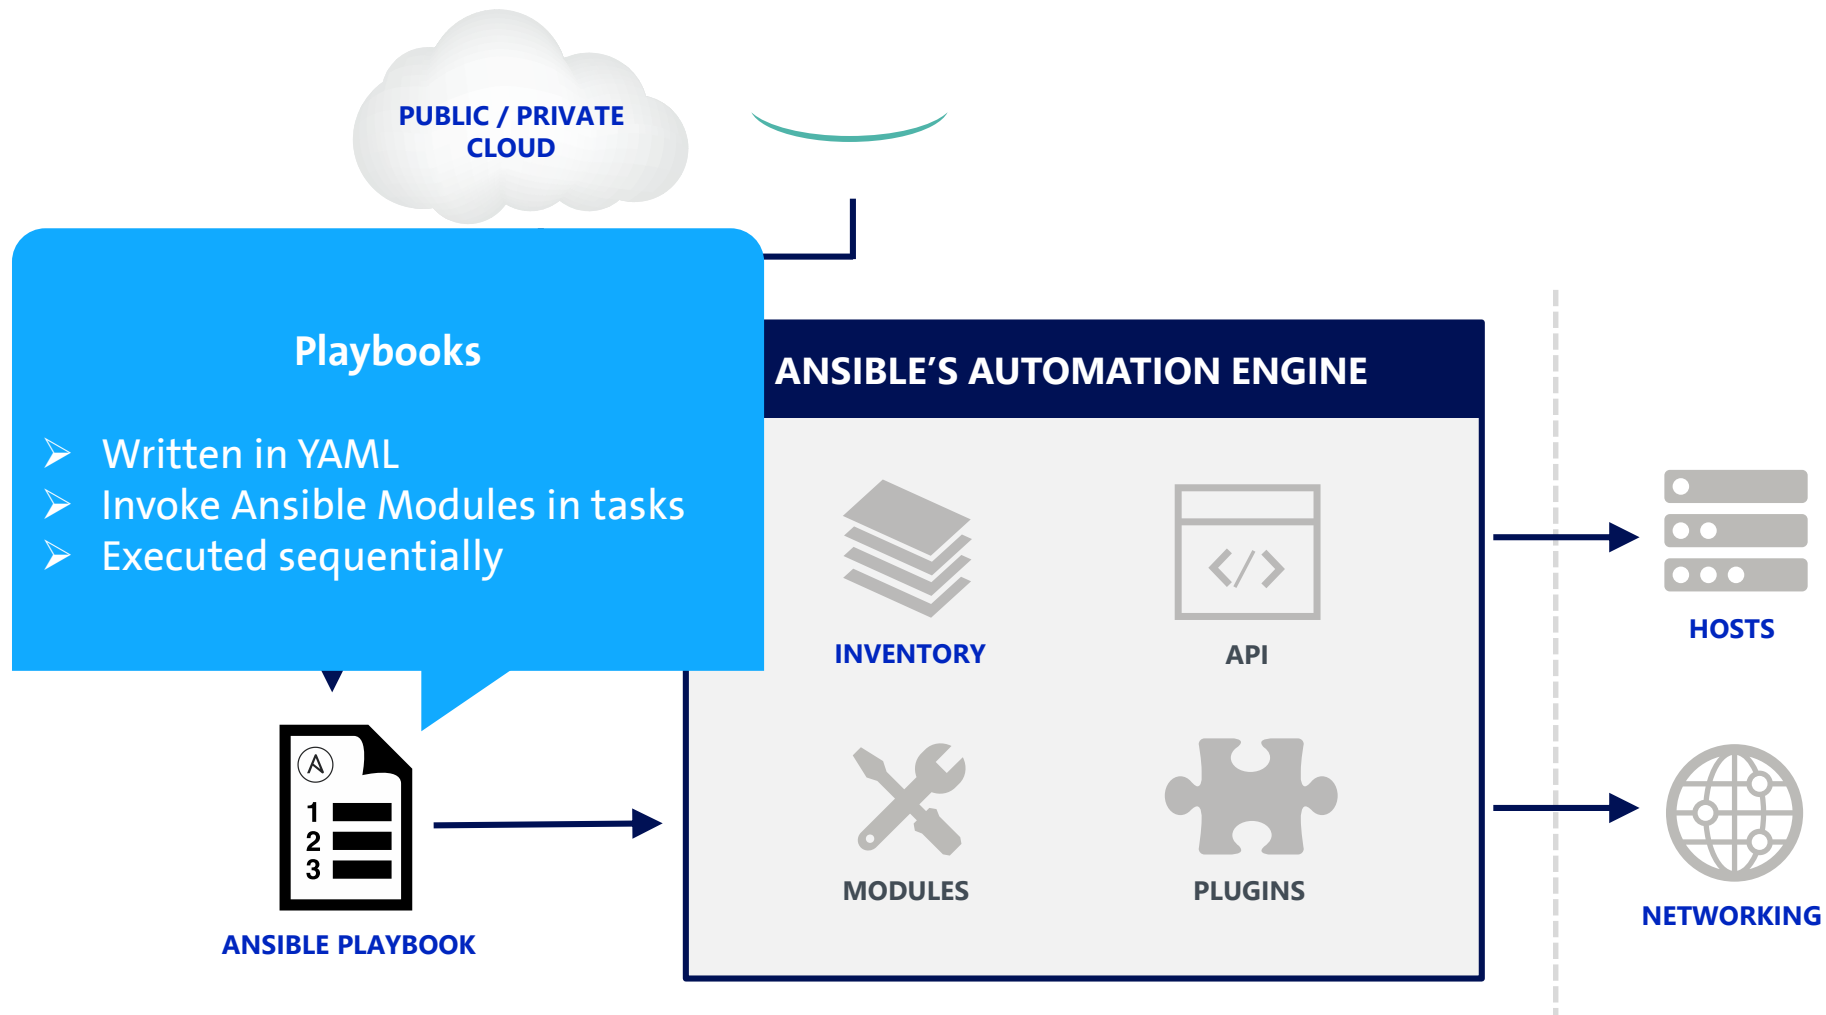 PUBLIC / PRIVATE
CLOUD
Playbooks
Written in YAML
Invoke Ansible Modules in tasks
Executed sequentially
ANSIBLE’S AUTOMATION ENGINE
INVENTORY
API
HOSTS
1
2
3
MODULES
PLUGINS
NETWORKING
ANSIBLE PLAYBOOK